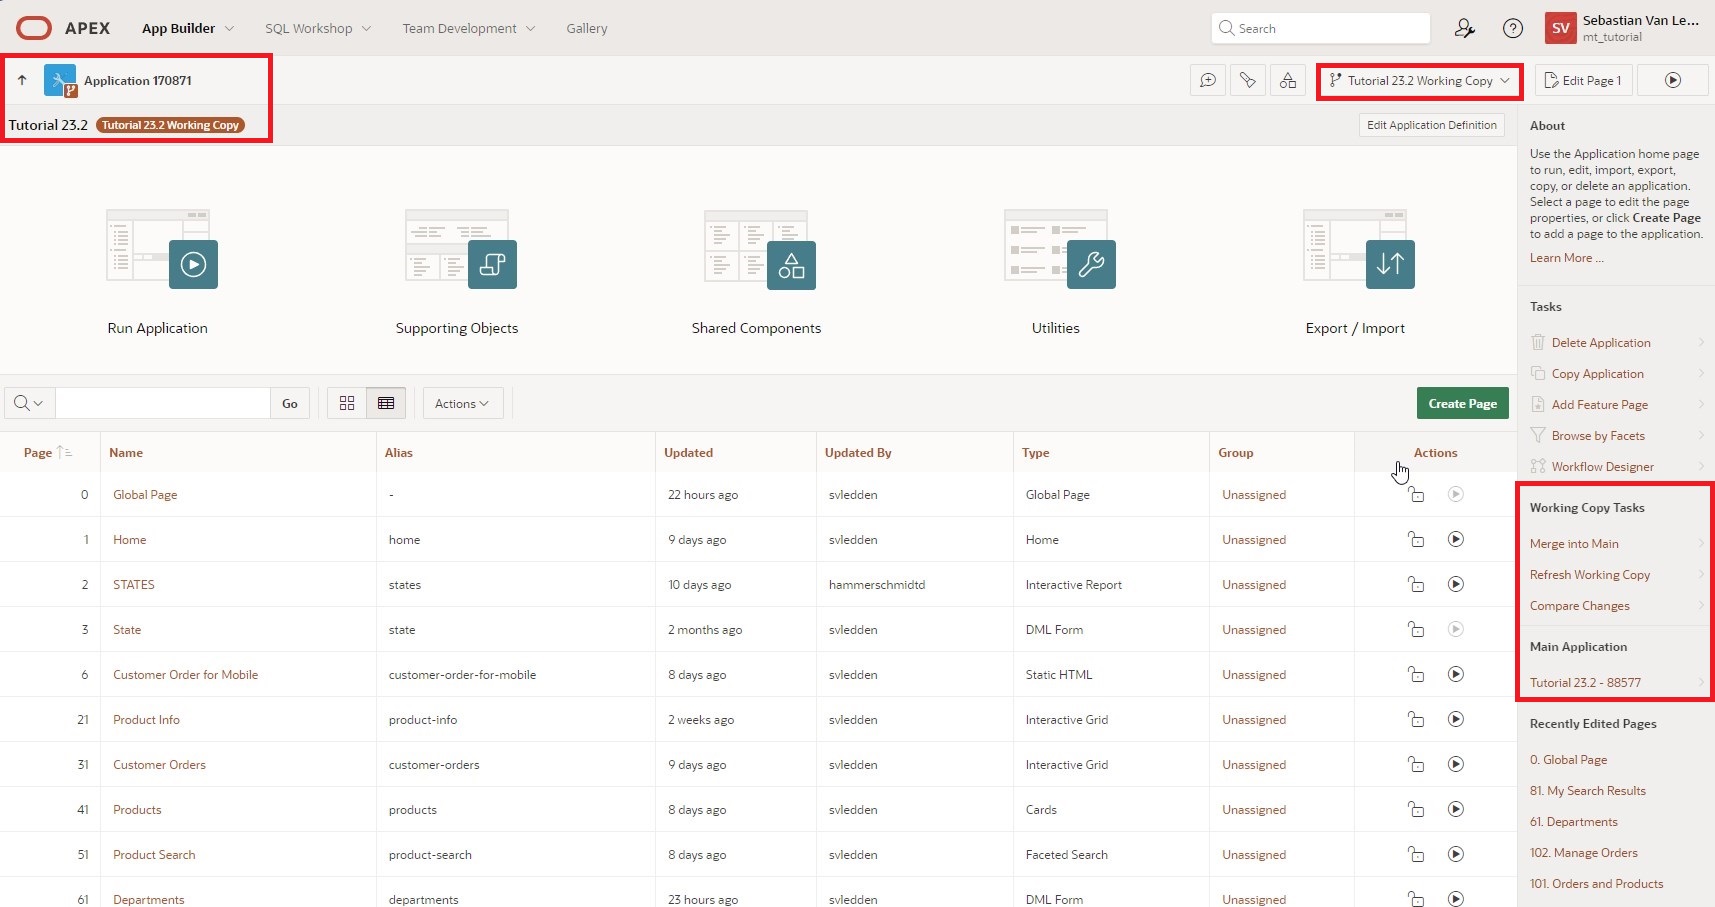 APEX App Builder SQL Workshop Team Development Gallery Search SV Sebastian Van Le...
mt_tutorial
Application 170871 Tutorial 23.2 Working Copy Edit Page 1
Tutorial 23.2 Tutorial 23.2 Working Copy Edit Application Definition
Run Application Supporting Objects Shared Components Utilities Export / Import
Go Actions Create Page
Page Name Alias Updated Updated By Type Group Actions
0 Global Page - 22 hours ago svledden Global Page Unassigned
1 Home home 9 days ago svledden Home Unassigned
2 STATES states 10 days ago hammerschmidtd Interactive Report Unassigned
3 State state 2 months ago svledden DML Form Unassigned
6 Customer Order for Mobile customer-order-for-mobile 8 days ago svledden Static HTML Unassigned
21 Product Info product-info 2 weeks ago svledden Interactive Grid Unassigned
31 Customer Orders customer-orders 9 days ago svledden Interactive Grid Unassigned
41 Products products 8 days ago svledden Cards Unassigned
51 Product Search product-search 8 days ago svledden Faceted Search Unassigned
61 Departments departments 23 hours ago svledden DML Form Unassigned
About
Use the Application home page
to run, edit, import, export,
copy, or delete an application.
Select a page to edit the page
properties, or click Create Page
to add a page to the application.
Learn More ...
Tasks
Delete Application
Copy Application
Add Feature Page
Browse by Facets
Workflow Designer
Working Copy Tasks
Merge into Main
Refresh Working Copy
Compare Changes
Main Application
Tutorial 23.2 - 88577
Recently Edited Pages
0. Global Page
81. My Search Results
61. Departments
102. Manage Orders
101. Orders and Products